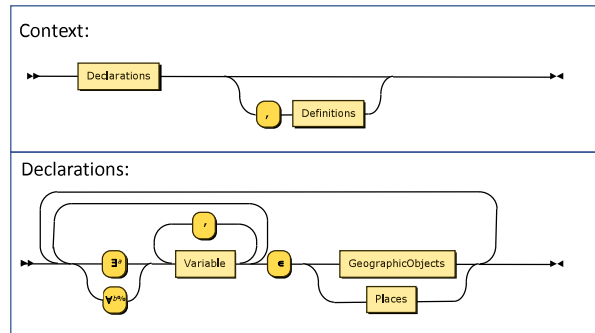 Context:
Declarations
,
Definitions
Declarations:
,
∃a Variable ∈ GeographicObjects
∀b% Places